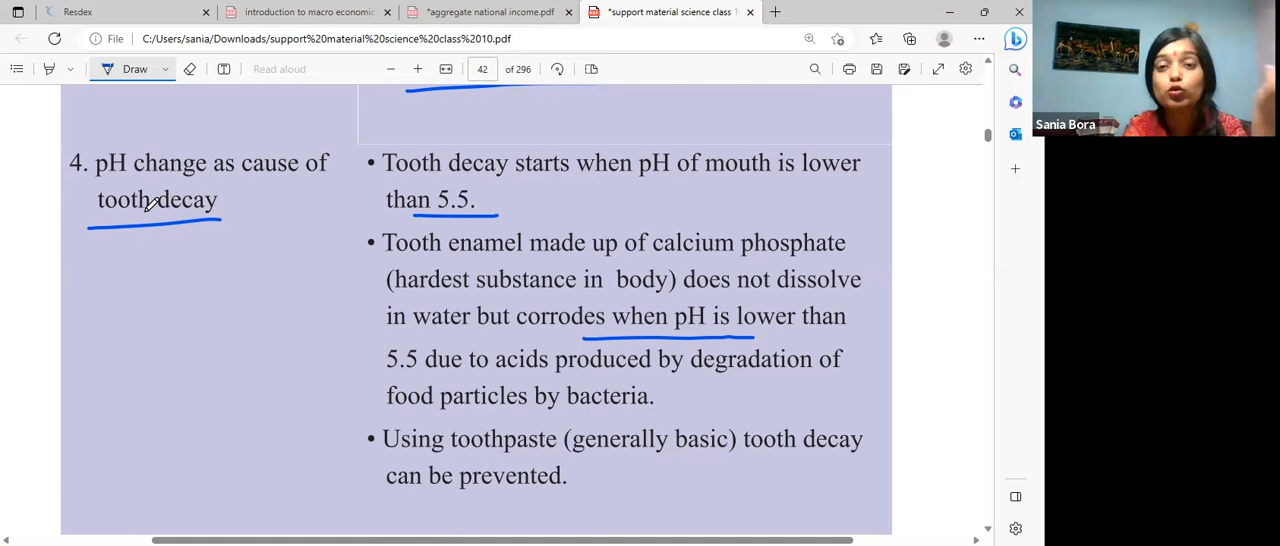 Resdex
introduction to macro economic
*aggregate national income.pdf
*support material science class 1
File
C:/Users/sania/Downloads/support%20material%20science%20class%2010.pdf
Draw
Read aloud
42
of 296
Sania Bora
4. pH change as cause of
tooth decay
• Tooth decay starts when pH of mouth is lower
than 5.5.
• Tooth enamel made up of calcium phosphate
(hardest substance in body) does not dissolve
in water but corrodes when pH is lower than
5.5 due to acids produced by degradation of
food particles by bacteria.
• Using toothpaste (generally basic) tooth decay
can be prevented.